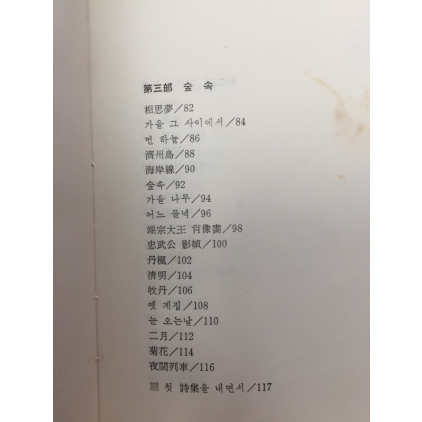 第三部 숲 속
相思夢/82
가을 그 사이에서/84
먼 하늘/86
濟州島/88
海岸線/90
숲속/92
가을 나무/94
어느 들녘/96
端宗大王 肖像畵/98
忠武公 影幀/100
丹楓/102
清明/104
牧丹/106
옛 계집/108
눈 오는날/110
二月/112
菊花/114
夜間列車/116
▤ 첫 詩集을 내면서/117